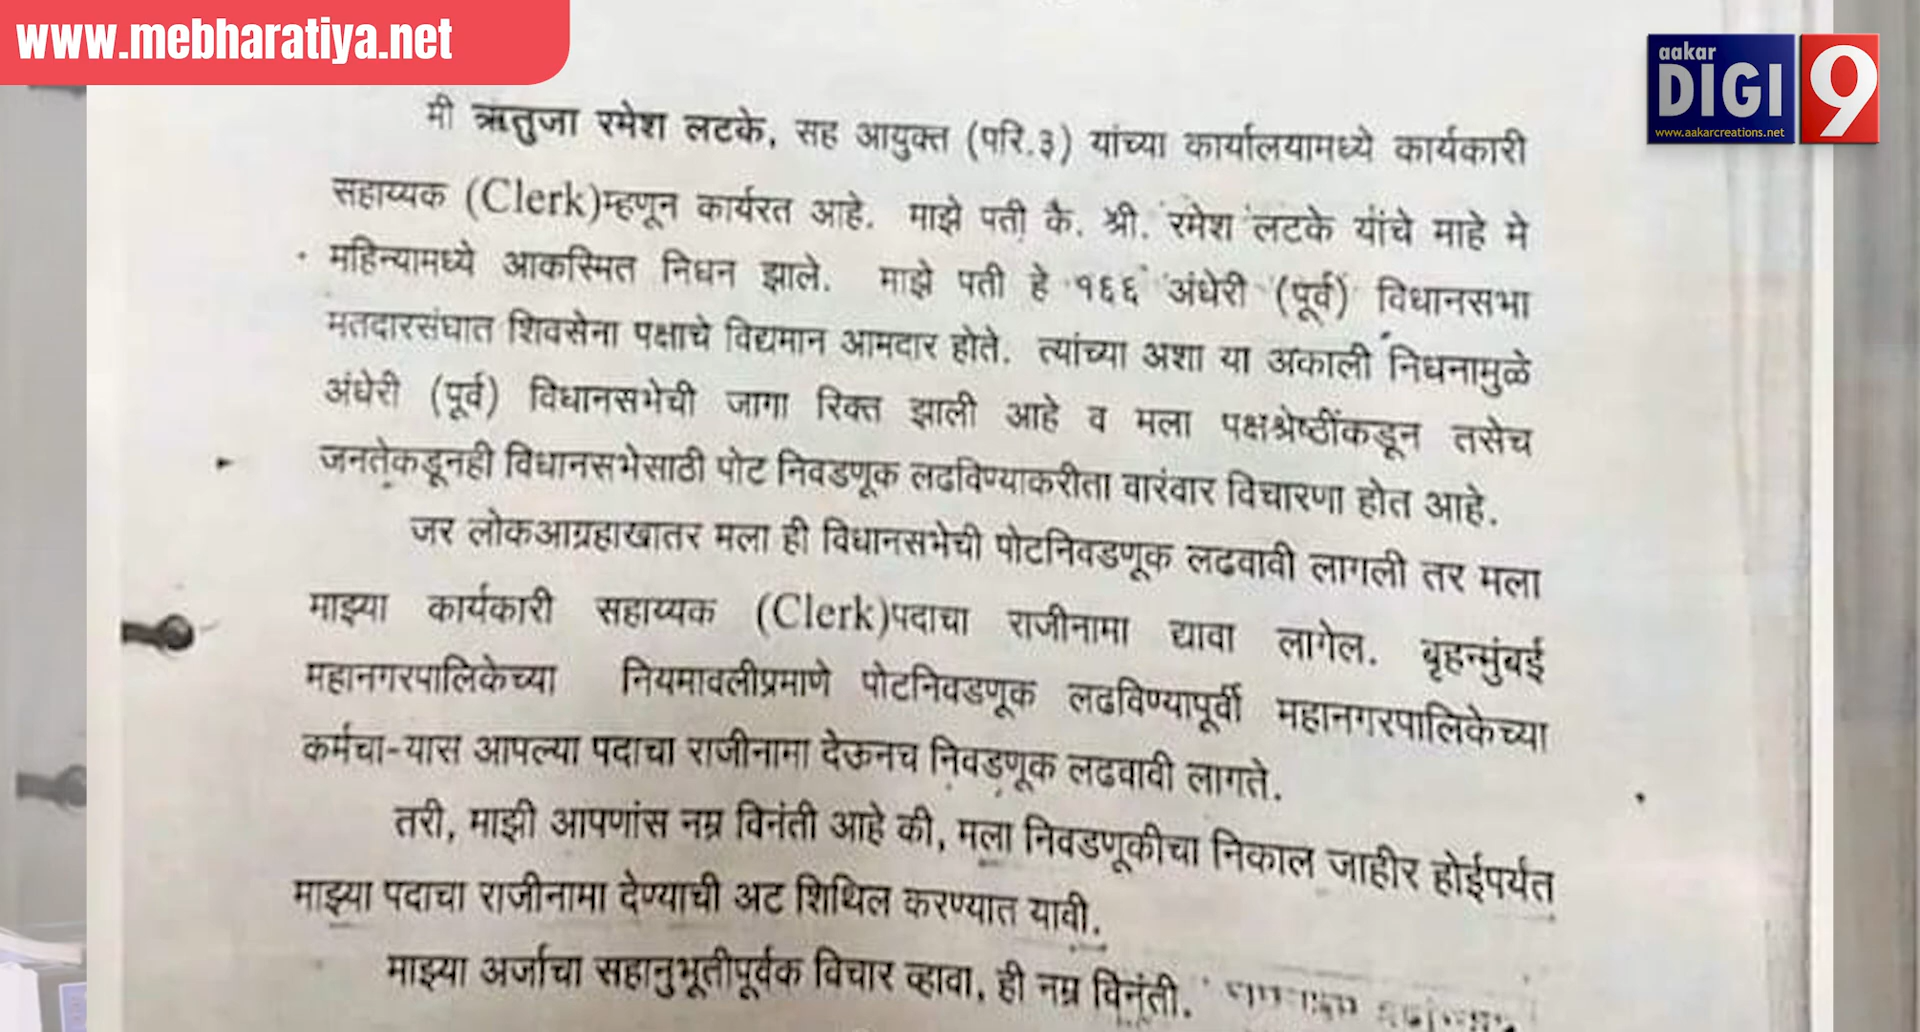 www.mebharatiya.net
aakar
DIGI 9
www.aakarcreations.net
मी ऋतुजा रमेश लटके, सह आयुक्त (परि.३) यांच्या कार्यालयामध्ये कार्यकारी
सहाय्यक (Clerk)म्हणून कार्यरत आहे. माझे पती कै. श्री. रमेश लटके यांचे माहे मे
महिन्यामध्ये आकस्मित निधन झाले. माझे पती हे १६६ अंधेरी (पूर्व) विधानसभा
मतदारसंघात शिवसेना पक्षाचे विद्यमान आमदार होते. त्यांच्या अशा या अकाली निधनामुळे
अंधेरी (पूर्व) विधानसभेची जागा रिक्त झाली आहे व मला पक्षश्रेष्ठींकडून तसेच
जनतेकडूनही विधानसभेसाठी पोट निवडणूक लढविण्याकरीता वारंवार विचारणा होत आहे.
जर लोकआग्रहाखातर मला ही विधानसभेची पोटनिवडणूक लढवावी लागली तर मला
माझ्या कार्यकारी सहाय्यक (Clerk)पदाचा राजीनामा द्यावा लागेल. बृहन्मुंबई
महानगरपालिकेच्या नियमावलीप्रमाणे पोटनिवडणूक लढविण्यापूर्वी महानगरपालिकेच्या
कर्मचा-यास आपल्या पदाचा राजीनामा देऊनच निवडणूक लढवावी लागते.
तरी, माझी आपणांस नम्र विनंती आहे की, मला निवडणूकीचा निकाल जाहीर होईपर्यंत
माझ्या पदाचा राजीनामा देण्याची अट शिथिल करण्यात यावी.
माझ्या अर्जाचा सहानुभूतीपूर्वक विचार व्हावा, ही नम्र विनंती.